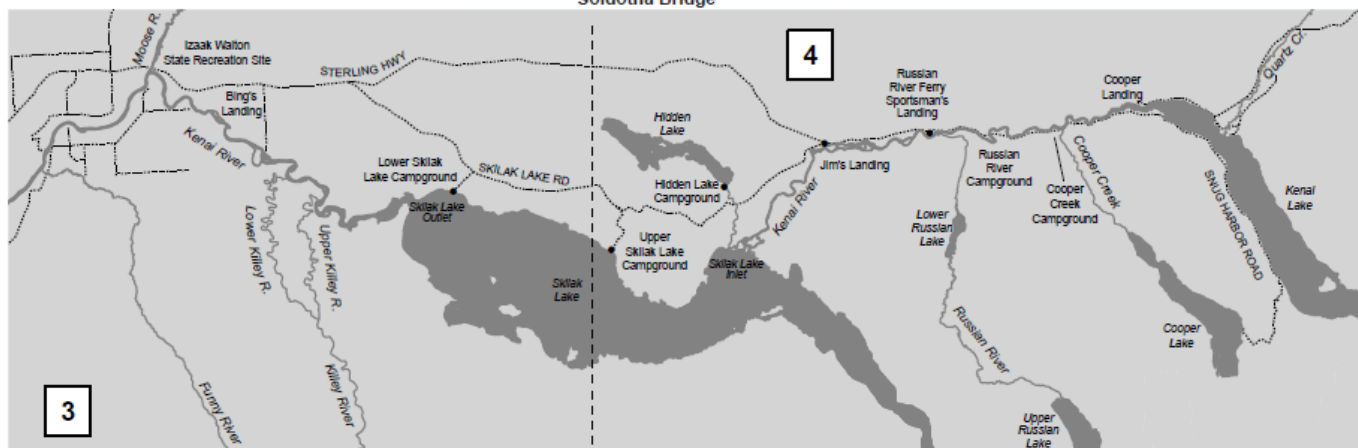 Soldotna Bridge
Moose R.
Izaak Walton
State Recreation Site
STERLING HWY
Bing's
Landing
Kenai River
Lower Skilak
Lake Campground
SKILAK LAKE RD
Skilak Lake
Outlet
Lower Killey R.
Upper Killey R.
Killey River
Funny River
Skilak
Lake
3
4
Hidden
Lake
Hidden Lake
Campground
Upper
Skilak Lake
Campground
Skilak Lake
Inlet
Kenai River
Jim's Landing
Russian
River Ferry
Sportsman's
Landing
Russian
River
Campground
Lower
Russian
Lake
Russian River
Upper
Russian
Lake
Cooper
Landing
Cooper Creek
Cooper
Creek
Campground
Cooper
Lake
SNUG HARBOR ROAD
Quartz Cr.
Kenai
Lake